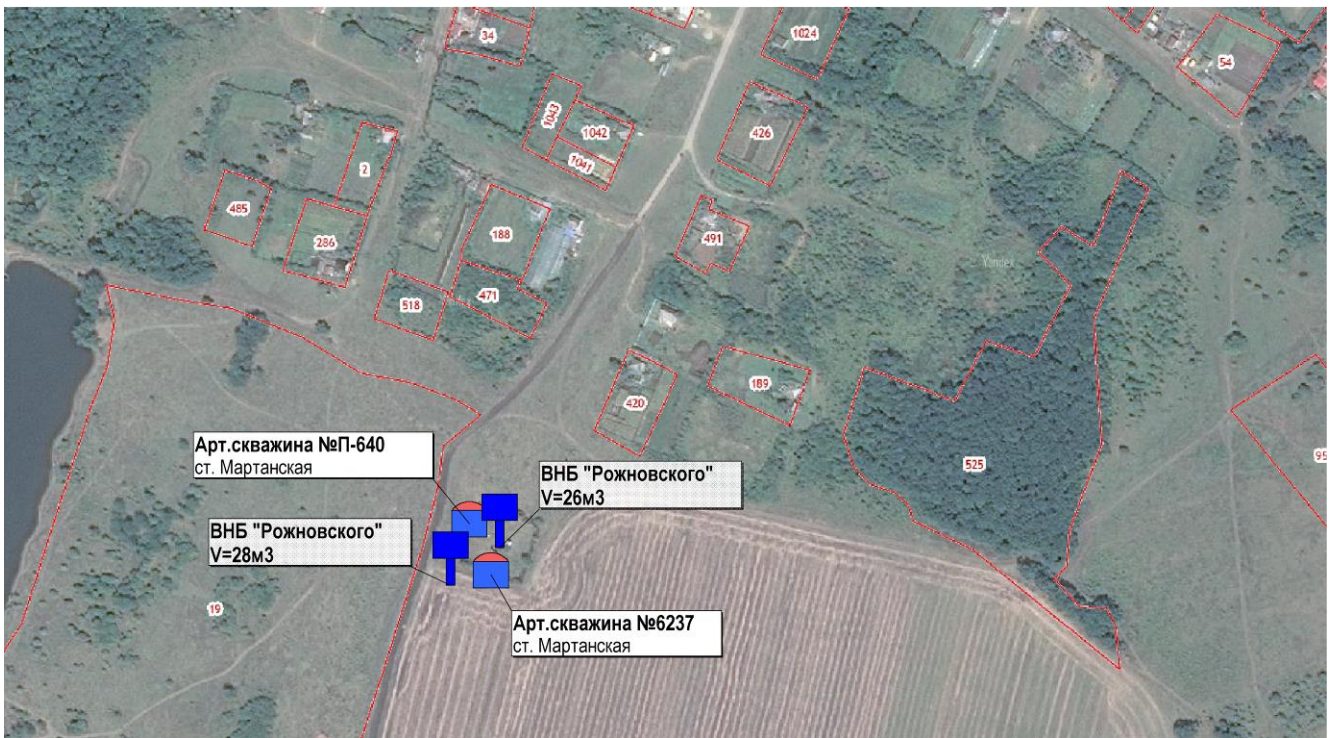 34
1024
54
1043
1042
426
1041
2
485
188
491
286
Yandex
471
518
189
420
Арт.скважина №П-640
ст. Мартанская
ВНБ "Рожновского"
V=26м3
525
95
ВНБ "Рожновского"
V=28м3
19
Арт.скважина №6237
ст. Мартанская